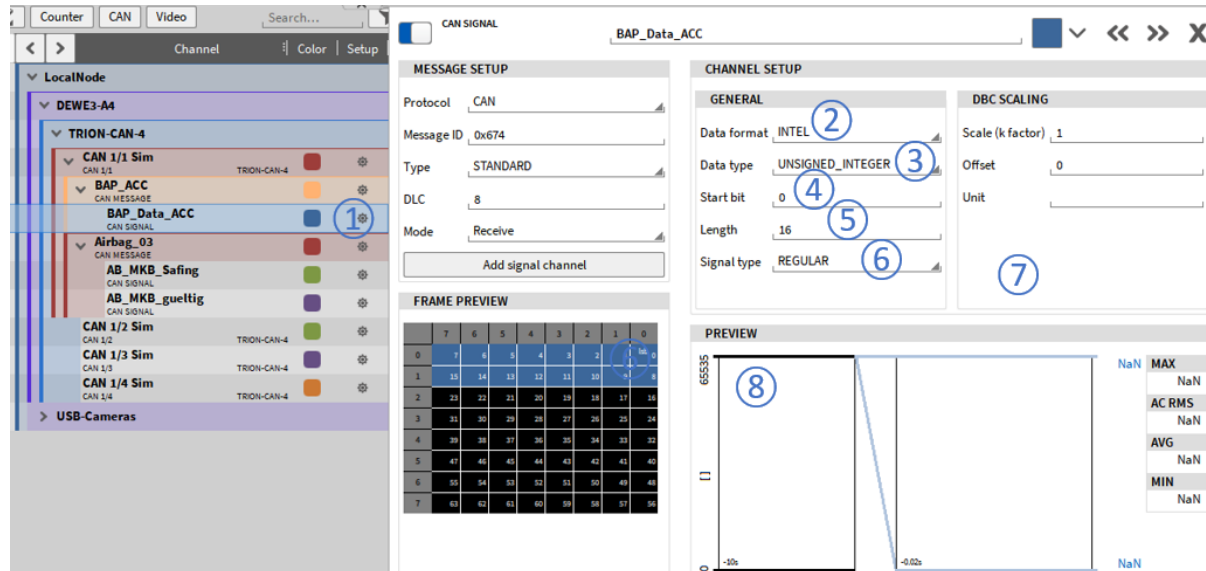 Counter CAN Video Search...
Channel Color Setup
LocalNode
DEWE3-A4
TRION-CAN-4
CAN 1/1 Sim
CAN 1/1 TRION-CAN-4
BAP_ACC
CAN MESSAGE
BAP_Data_ACC
CAN SIGNAL
1
Airbag_03
CAN MESSAGE
AB_MKB_Safing
CAN SIGNAL
AB_MKB_gueltig
CAN SIGNAL
CAN 1/2 Sim
CAN 1/2 TRION-CAN-4
CAN 1/3 Sim
CAN 1/3 TRION-CAN-4
CAN 1/4 Sim
CAN 1/4 TRION-CAN-4
USB-Cameras
CAN SIGNAL
BAP_Data_ACC
X
MESSAGE SETUP
Protocol CAN
Message ID 0x674
Type STANDARD
DLC 8
Mode Receive
Add signal channel
FRAME PREVIEW
7 6 5 4 3 2 1 0
0 7 6 5 4 3 2 6 0
1 15 14 13 12 11 10 9 8
2 23 22 21 20 19 18 17 16
3 31 30 29 28 27 26 25 24
4 39 38 37 36 35 34 33 32
5 47 46 45 44 43 42 41 40
6 55 54 53 52 51 50 49 48
7 63 62 61 60 59 58 57 56
CHANNEL SETUP
GENERAL
Data format INTEL 2
Data type UNSIGNED_INTEGER 3
Start bit 0 4
Length 16 5
Signal type REGULAR 6
DBC SCALING
Scale (k factor) 1
Offset 0
Unit
7
PREVIEW
65535
8
[]
0
-10s
-0.02s
NaN
NaN
MAX
NaN
AC RMS
NaN
AVG
NaN
MIN
NaN